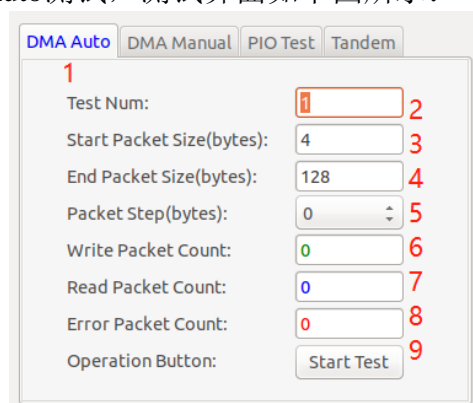 DMA Auto DMA Manual PIO Test Tandem
1
Test Num: 1 2
Start Packet Size(bytes): 4 3
End Packet Size(bytes): 128 4
Packet Step(bytes): 0 5
Write Packet Count: 0 6
Read Packet Count: 0 7
Error Packet Count: 0 8
Operation Button: Start Test 9